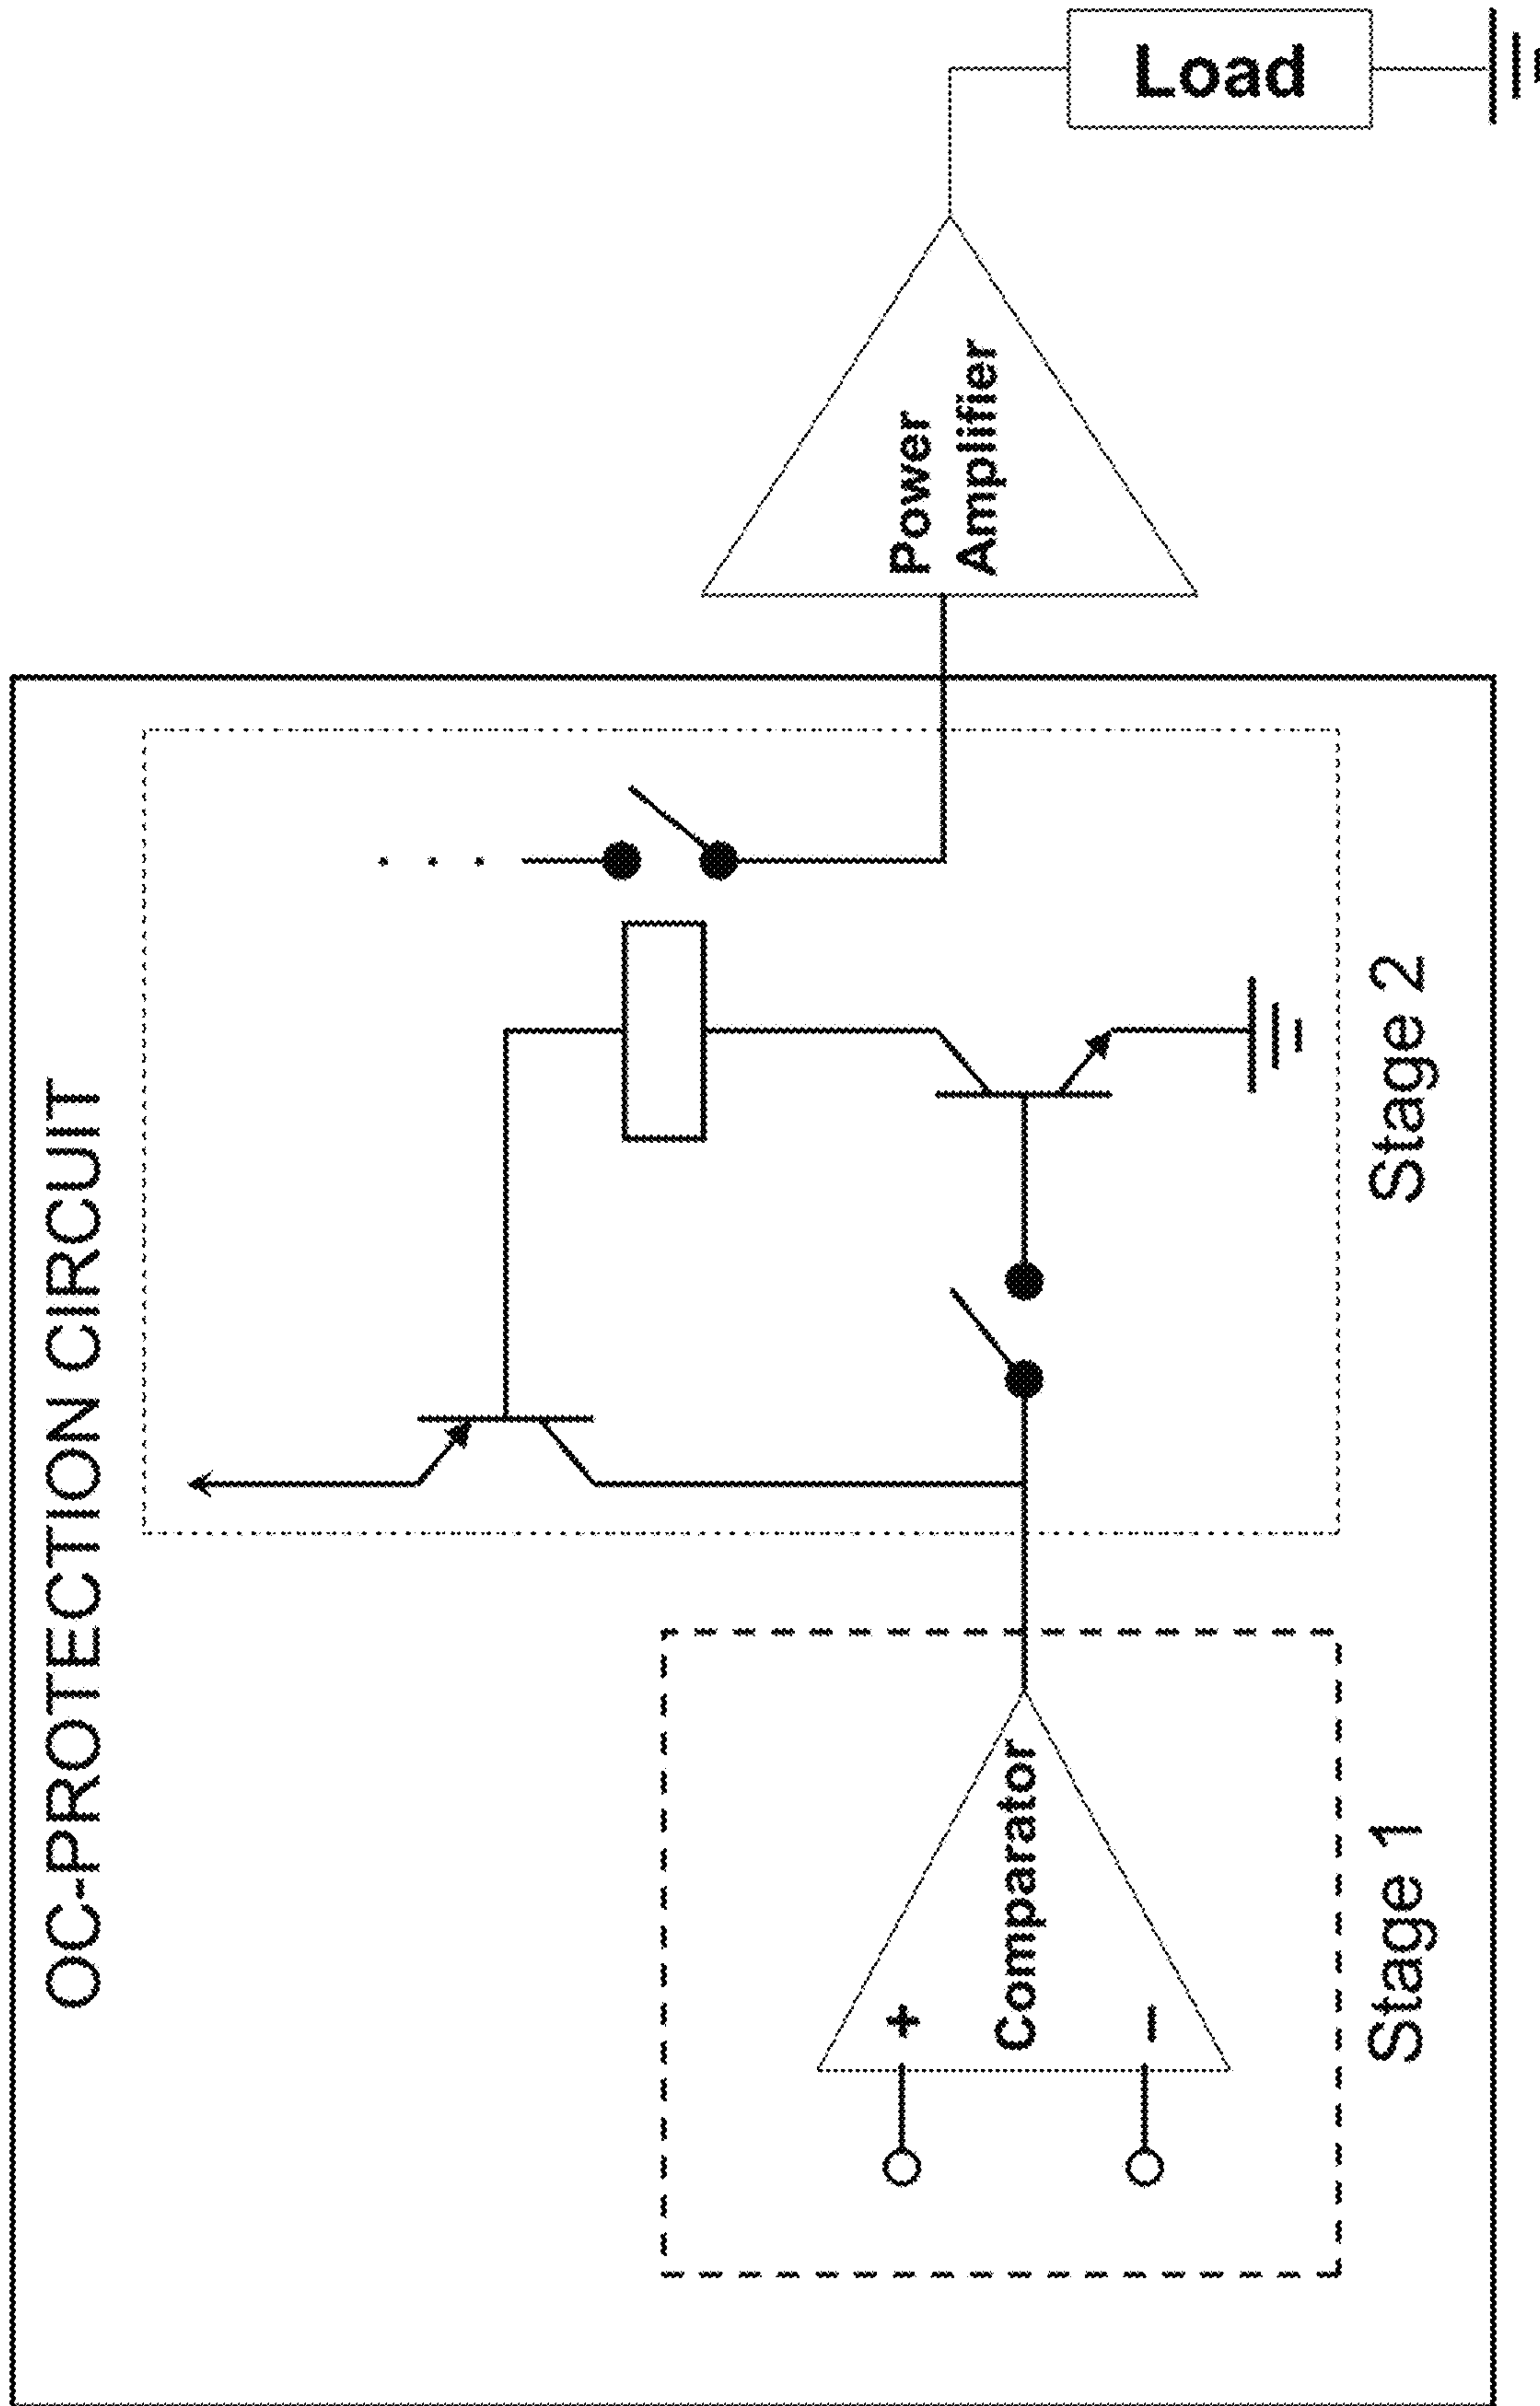 OC-PROTECTION CIRCUIT
+
Comparator
−
Stage 1
Stage 2
Power
Amplifier
Load